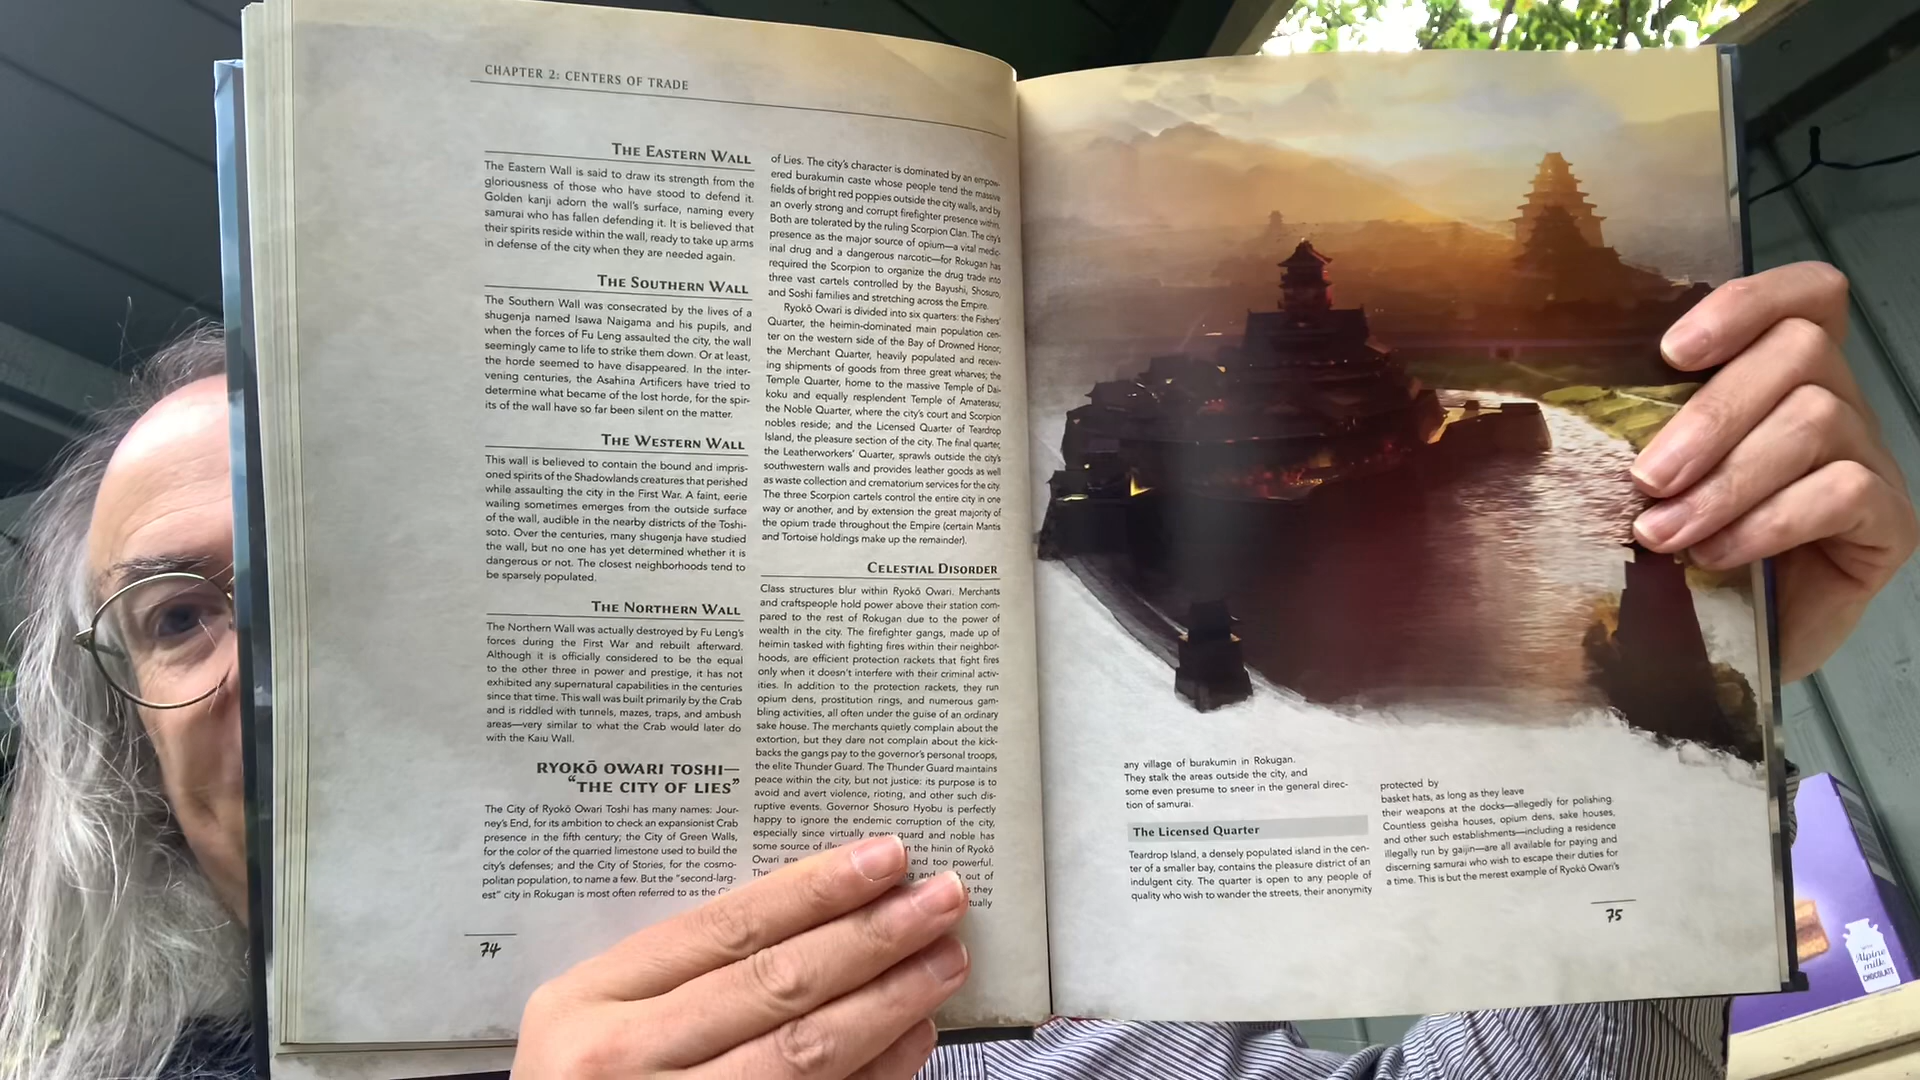 CHAPTER 2: CENTERS OF TRADE
THE EASTERN WALL
The Eastern Wall is said to draw its strength from the
gloriousness of those who have stood to defend it.
Golden kanji adorn the wall's surface, naming every
samurai who has fallen defending it. It is believed that
their spirits reside within the wall, ready to take up arms
in defense of the city when they are needed again.
THE SOUTHERN WALL
The Southern Wall was consecrated by the lives of a
shugenja named Isawa Naigama and his pupils, and
when the forces of Fu Leng assaulted the city, the wall
seemingly came to life to strike them down. Or at least,
the horde seemed to have disappeared. In the inter-
vening centuries, the Asahina Artificers have tried to
determine what became of the lost horde, for the spir-
its of the wall have so far been silent on the matter.
THE WESTERN WALL
This wall is believed to contain the bound and impris-
oned spirits of the Shadowlands creatures that perished
while assaulting the city in the First War. A faint, eerie
wailing sometimes emerges from the outside surface
of the wall, audible in the nearby districts of the Toshi-
soto. Over the centuries, many shugenja have studied
the wall, but no one has yet determined whether it is
dangerous or not. The closest neighborhoods tend to
be sparsely populated.
THE NORTHERN WALL
The Northern Wall was actually destroyed by Fu Leng's
forces during the First War and rebuilt afterward.
Although it is officially considered to be the equal
to the other three in power and prestige, it has not
exhibited any supernatural capabilities in the centuries
since that time. This wall was built primarily by the Crab
and is riddled with tunnels, mazes, traps, and ambush
areas—very similar to what the Crab would later do
with the Kaiu Wall.
RYOKŌ OWARI TOSHI—
"THE CITY OF LIES"
The City of Ryokō Owari Toshi has many names: Jour-
ney's End, for its ambition to check an expansionist Crab
presence in the fifth century; the City of Green Walls,
for the color of the quarried limestone used to build the
city's defenses; and the City of Stories, for the cosmo-
politan population, to name a few. But the "second-larg-
est" city in Rokugan is most often referred to as the
74
of Lies. The city's character is dominated by an empow-
ered burakumin caste whose people tend the massive
fields of bright red poppies outside the city walls, and by
an overly strong and corrupt firefighter presence within.
Both are tolerated by the ruling Scorpion Clan. The city's
presence as the major source of opium—a vital medic-
inal drug and a dangerous narcotic—for Rokugan has
required the Scorpion to organize the drug trade into
three vast cartels controlled by the Bayushi, Shosuro,
and Soshi families and stretching across the Empire.
Ryokō Owari is divided into six quarters: the Fishers'
Quarter, the heimin-dominated main population cen-
ter on the western side of the Bay of Drowned Honor;
the Merchant Quarter, heavily populated and receiv-
ing shipments of goods from three great wharves; the
Temple Quarter, home to the massive Temple of Dai-
koku and equally resplendent Temple of Amaterasu;
the Noble Quarter, where the city's court and Scorpion
nobles reside; and the Licensed Quarter of Teardrop
Island, the pleasure section of the city. The final quarter,
the Leatherworkers' Quarter, sprawls outside the city's
southwestern walls and provides leather goods as well
as waste collection and crematorium services for the city.
The three Scorpion cartels control the entire city in one
way or another, and by extension the great majority of
the opium trade throughout the Empire (certain Mantis
and Tortoise holdings make up the remainder).
CELESTIAL DISORDER
Class structures blur within Ryokō Owari. Merchants
and craftspeople hold power above their station com-
pared to the rest of Rokugan due to the power of
wealth in the city. The firefighter gangs, made up of
heimin tasked with fighting fires within their neighbor-
hoods, are efficient protection rackets that fight fires
only when it doesn't interfere with their criminal activ-
ities. In addition to the protection rackets, they run
opium dens, prostitution rings, and numerous gam-
bling activities, all often under the guise of an ordinary
sake house. The merchants quietly complain about the
extortion, but they dare not complain about the kick-
backs the gangs pay to the governor's personal troops,
the elite Thunder Guard. The Thunder Guard maintains
peace within the city, but not justice: its purpose is to
avoid and avert violence, rioting, and other such dis-
ruptive events. Governor Shosuro Hyobu is perfectly
happy to ignore the endemic corruption of the city,
especially since virtually every guard and noble has
some source of n the hinin of Ryokō
Owari are and too powerful.
out of
they
any village of burakumin in Rokugan.
They stalk the areas outside the city, and
some even presume to sneer in the general direc-
tion of samurai.
The Licensed Quarter
Teardrop Island, a densely populated island in the cen-
ter of a smaller bay, contains the pleasure district of an
indulgent city. The quarter is open to any people of
quality who wish to wander the streets, their anonymity
protected by
basket hats, as long as they leave
their weapons at the docks—allegedly for polishing.
Countless geisha houses, opium dens, sake houses,
and other such establishments—including a residence
illegally run by gaijin—are all available for paying and
discerning samurai who wish to escape their duties for
a time. This is but the merest example of Ryokō Owari's
75
Alpine
milk
CHOCOLATE